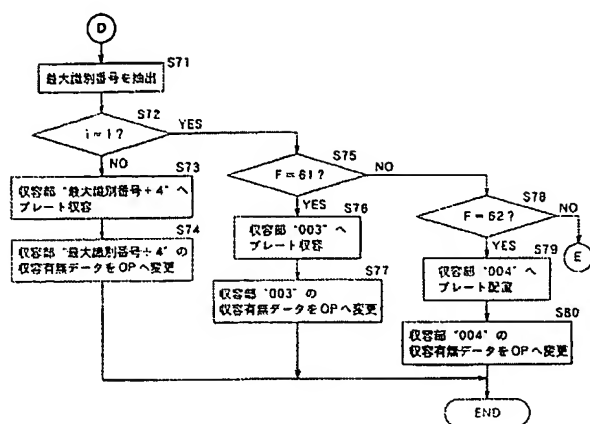 D
S71
最大識別番号を抽出
S72
i = 1 ?
YES
NO
S73
収容部 "最大識別番号+4" へ
プレート収容
S74
収容部 "最大識別番号+4" の
収容有無データをOPへ変更
S75
F = 61 ?
NO
YES
S76
収容部 "003" へ
プレート収容
S77
収容部 "003" の
収容有無データをOPへ変更
S78
F = 62 ?
NO
E
YES
S79
収容部 "004" へ
プレート配置
S80
収容部 "004" の
収容有無データをOPへ変更
END